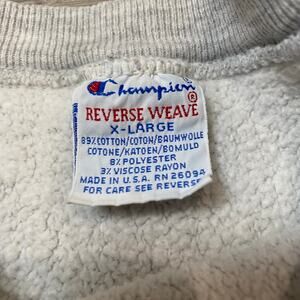 Champion
®
REVERSE WEAVE
X-LARGE
89% COTTON/COTON/BAUMWOLLE
COTONE/KATOEN/BOMULD
8% POLYESTER
3% VISCOSE RAYON
MADE IN U.S.A. RN 26094
FOR CARE SEE REVERSE